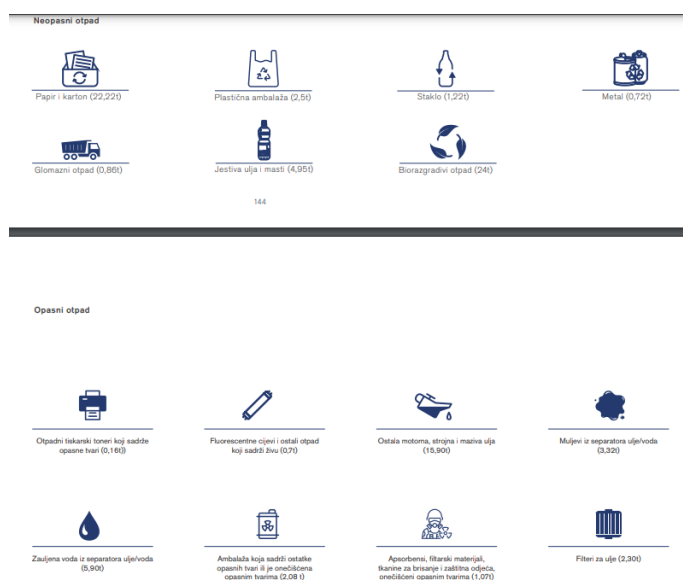 Neopasni otpad
Papir i karton (22,22t)
Plastična ambalaža (2,5t)
Staklo (1,22t)
Metal (0,72t)
Glomazni otpad (0,86t)
Jestiva ulja i masti (4,95t)
Biorazgradivi otpad (24t)
144
Opasni otpad
Otpadni tiskarski toneri koji sadrže
opasne tvari (0,16t))
Fluorescentne cijevi i ostali otpad
koji sadrži živu (0,7t)
Ostala motorna, strojna i maziva ulja
(15,90t)
Muljevi iz separatora ulje/voda
(3,32t)
Zauljena voda iz separatora ulje/voda
(5,90t)
Ambalaža koja sadrži ostatke
opasnih tvari ili je onečišćena
opasnim tvarima (2,08 t)
Apsorbensi, filtarski materijali,
tkanine za brisanje i zaštitna odjeća,
onečišćeni opasnim tvarima (1,07t)
Filteri za ulje (2,30t)